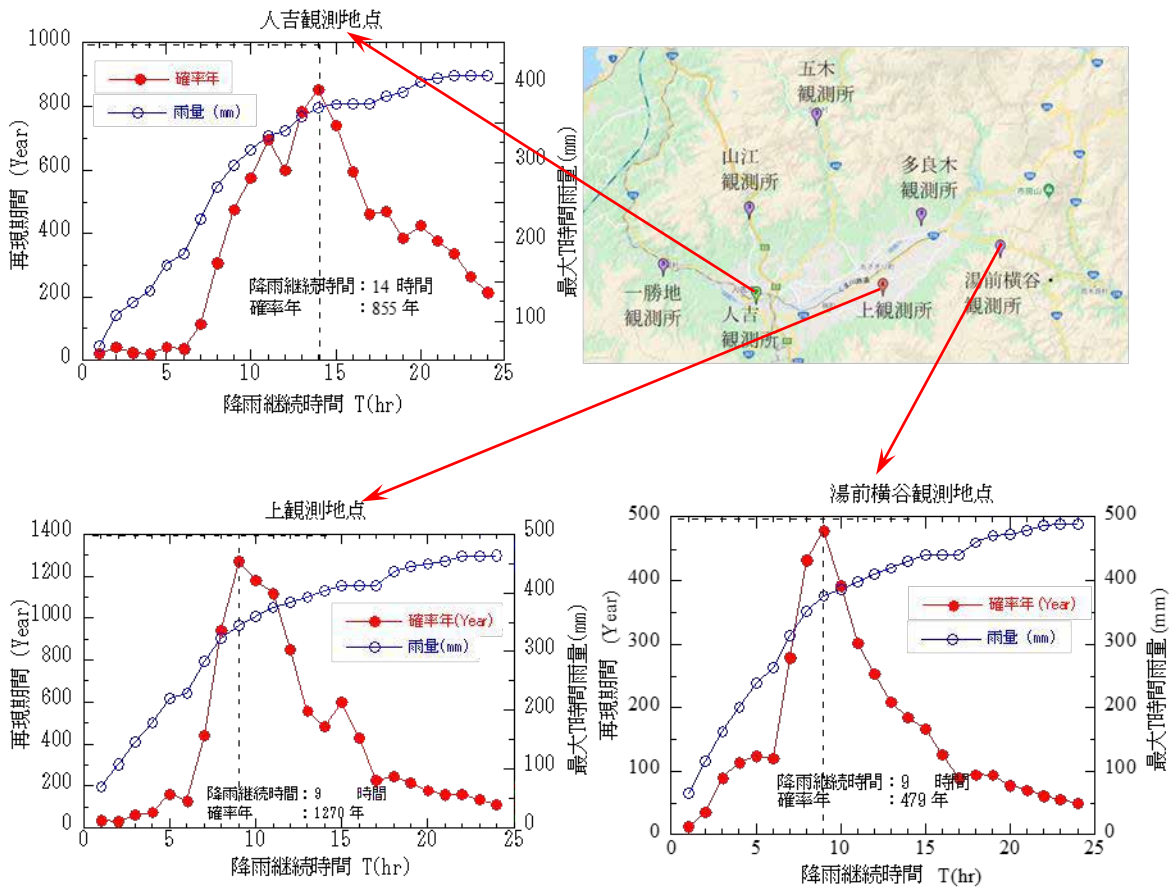 人吉観測地点
1000
800
600
400
200
0
再現期間 (Year)
確率年
雨量 (mm)
400
300
200
100
最大T時間雨量(mm)
降雨継続時間:14 時間
確率年 :855 年
0 5 10 15 20 25
降雨継続時間 T(hr)
五木
観測所
山江
観測所
多良木
観測所
市房山
一勝地
観測所
人吉
観測所
上観測所
湯前横谷・
観測所
あさぎり町
上観測地点
1400
1200
1000
800
600
400
200
0
再現期間 (Year)
確率年(Year)
雨量(mm)
500
400
300
200
100
0
最大T時間雨量(mm)
降雨継続時間:9 時間
確率年 :1270 年
0 5 10 15 20 25
降雨継続時間 T(hr)
湯前横谷観測地点
500
400
300
200
100
0
再現期間 (Year)
確率年(Year)
雨量 (mm)
500
400
300
200
100
0
最大T時間雨量(mm)
降雨継続時間:9 時間
確率年 :479 年
0 5 10 15 20 25
降雨継続時間 T(hr)